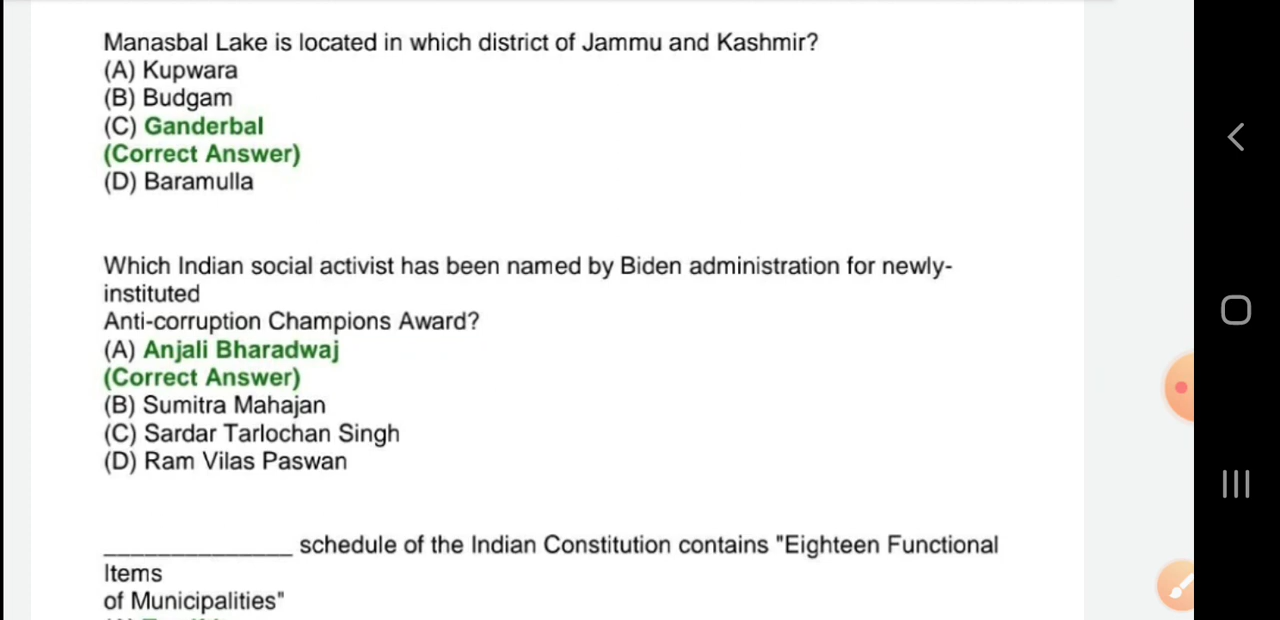 Manasbal Lake is located in which district of Jammu and Kashmir?
(A) Kupwara
(B) Budgam
(C) Ganderbal
(Correct Answer)
(D) Baramulla
Which Indian social activist has been named by Biden administration for newly-
instituted
Anti-corruption Champions Award?
(A) Anjali Bharadwaj
(Correct Answer)
(B) Sumitra Mahajan
(C) Sardar Tarlochan Singh
(D) Ram Vilas Paswan
______________ schedule of the Indian Constitution contains "Eighteen Functional
Items
of Municipalities"